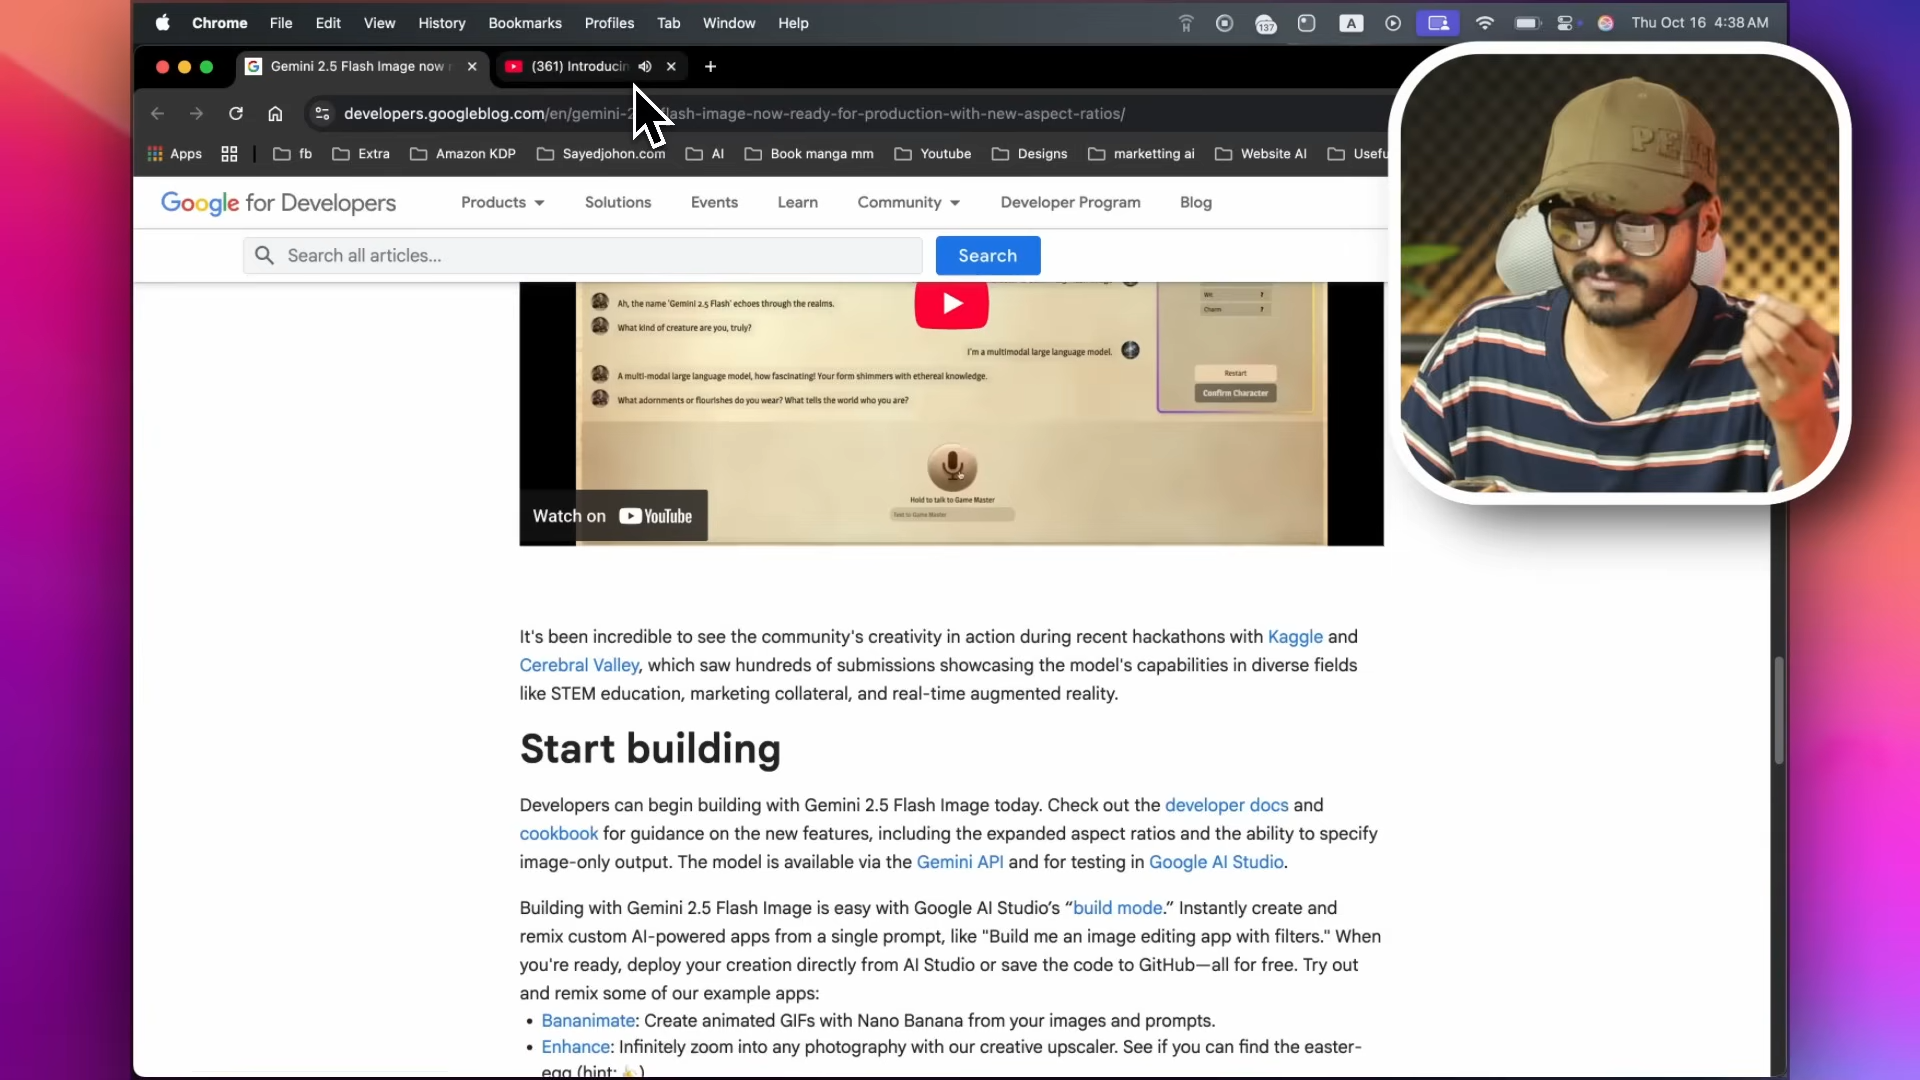 Chrome File Edit View History Bookmarks Profiles Tab Window Help 137 A Thu Oct 16 4:38 AM
Gemini 2.5 Flash Image now (361) Introducin
developers.googleblog.com/en/gemini-2 flash-image-now-ready-for-production-with-new-aspect-ratios/
Apps fb Extra Amazon KDP Sayedjohon.com AI Book manga mm Youtube Designs marketting ai Website AI Usefu
Google for Developers Products Solutions Events Learn Community Developer Program Blog
Search all articles... Search
Ah, the name 'Gemini 2.5 Flash' echoes through the realms.
What kind of creature are you, truly?
Charm ?
I'm a multimodal large language model.
A multi-modal large language model, how fascinating! Your form shimmers with ethereal knowledge.
What adornments or flourishes do you wear? What tells the world who you are?
Restart
Confirm Character
Hold to talk to Game Master
Text to Game Master
Watch on YouTube
It's been incredible to see the community's creativity in action during recent hackathons with Kaggle and
Cerebral Valley, which saw hundreds of submissions showcasing the model's capabilities in diverse fields
like STEM education, marketing collateral, and real-time augmented reality.
Start building
Developers can begin building with Gemini 2.5 Flash Image today. Check out the developer docs and
cookbook for guidance on the new features, including the expanded aspect ratios and the ability to specify
image-only output. The model is available via the Gemini API and for testing in Google AI Studio.
Building with Gemini 2.5 Flash Image is easy with Google AI Studio's “build mode.” Instantly create and
remix custom AI-powered apps from a single prompt, like "Build me an image editing app with filters." When
you're ready, deploy your creation directly from AI Studio or save the code to GitHub—all for free. Try out
and remix some of our example apps:
• Bananimate: Create animated GIFs with Nano Banana from your images and prompts.
• Enhance: Infinitely zoom into any photography with our creative upscaler. See if you can find the easter-
egg (hint: 🍌)